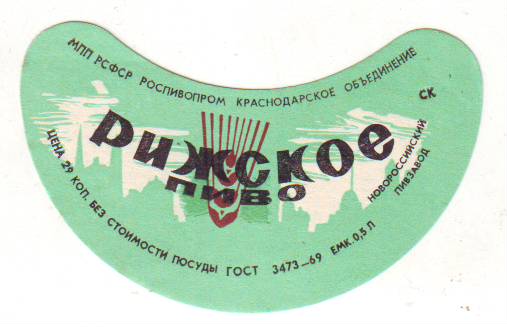 МПП РСФСР РОСПИВОПРОМ КРАСНОДАРСКОЕ ОБЪЕДИНЕНИЕ
СК
РИЖСКОЕ
ПИВО
НОВОРОССИЙСКИЙ
ПИВЗАВОД
ЦЕНА 29 КОП. БЕЗ СТОИМОСТИ ПОСУДЫ ГОСТ 3473-69 ЕМК. 0,5 Л